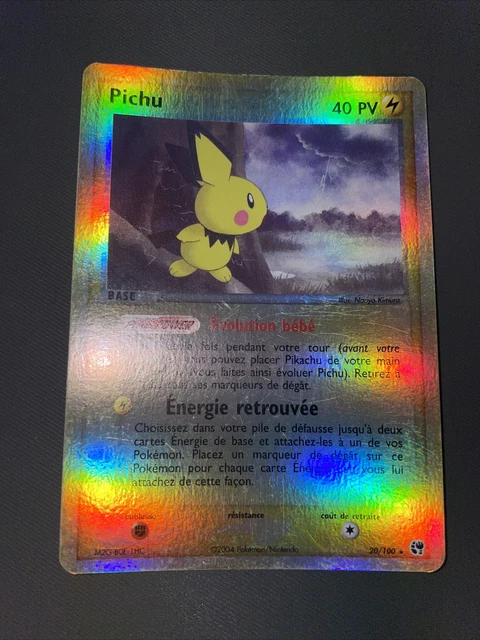 Pichu
40 PV
BASE
Illus. Naoyo Kimura
Évolution bébé
fois pendant votre tour (avant votre
pouvez placer Pikachu de votre main
Vous faites ainsi évoluer Pichu). Retirez à
ses marqueurs de dégât.
Énergie retrouvée
Choisissez dans votre pile de défausse jusqu'à deux
cartes Énergie de base et attachez-les à un de vos
Pokémon. Placez un marqueur de dégât sur ce
Pokémon pour chaque carte vous lui
attachez de cette façon.
résistance coût de retraite
©2004 Pokémon/Nintendo 20/100